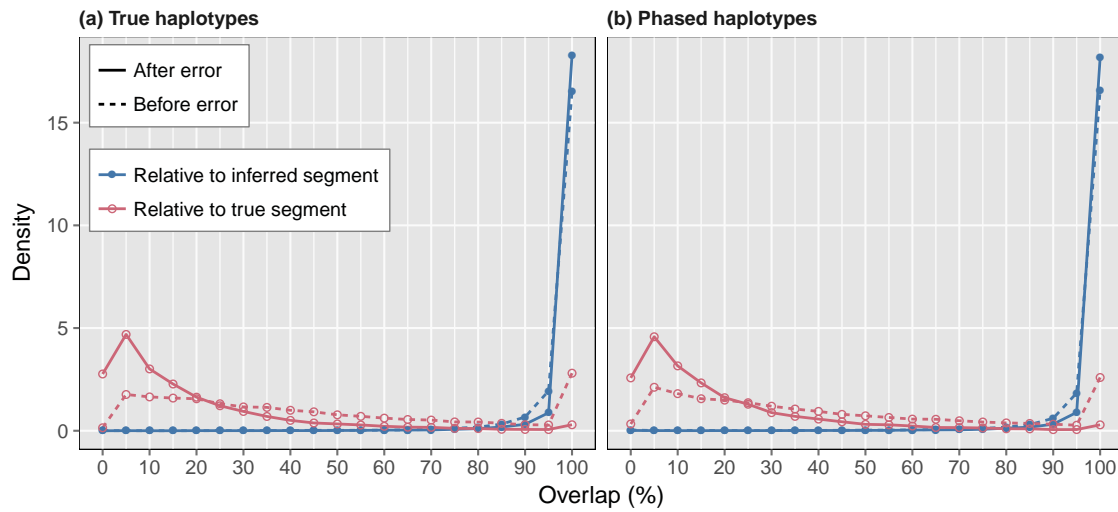 (a) True haplotypes
(b) Phased haplotypes
After error
Before error
Relative to inferred segment
Relative to true segment
Density
15
10
5
0
0 10 20 30 40 50 60 70 80 90 100
0 10 20 30 40 50 60 70 80 90 100
Overlap (%)